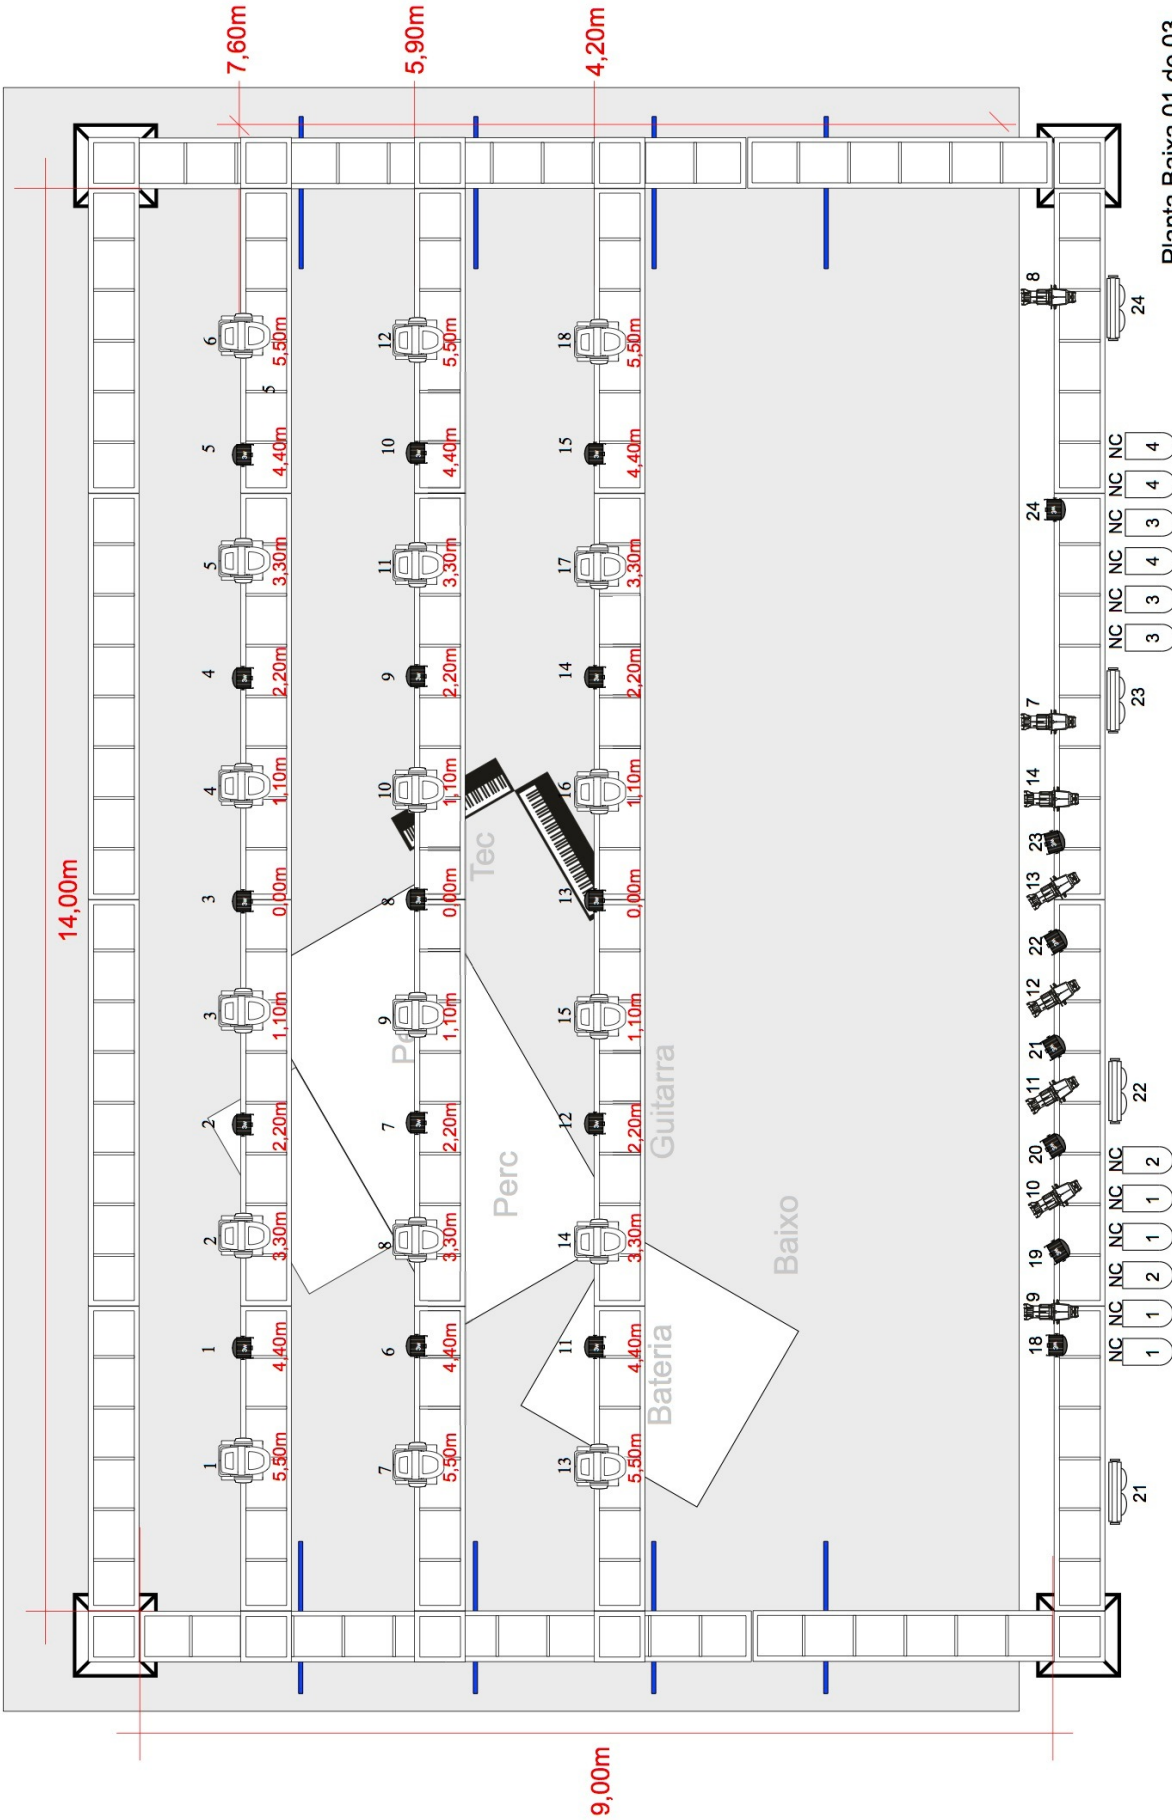 14,00m
1 1 2 2 3 3 4 4 5 5 6
7,60m
5
5,50m 4,40m 3,30m 2,20m 1,10m 0,00m 1,10m 2,20m 3,30m 4,40m 5,50m
7 6 8 7 9 8 10 9 11 10 12
5,90m
5,50m 4,40m 3,30m 2,20m 1,10m 0,00m 1,10m 2,20m 3,30m 4,40m 5,50m
Tec
Perc
13 11 14 12 15 13 16 14 17 15 18
4,20m
9,00m
5,50m 4,40m 3,30m 2,20m 1,10m 0,00m 1,10m 2,20m 3,30m 4,40m 5,50m
Bateria Guitarra
Baixo
18 9 19 10 20 11 21 12 22 13 23 14 7 24 8
NC NC NC NC NC NC NC NC NC NC NC NC
21 22 23 24
1 1 2 1 1 2 3 3 4 3 4 4
Planta Baixa 01 de 03